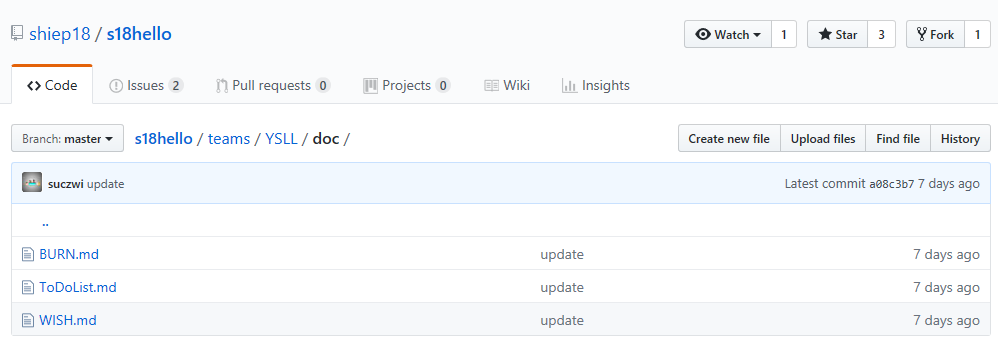 shiep18 / s18hello Watch 1 Star 3 Fork 1
Code Issues 2 Pull requests 0 Projects 0 Wiki Insights
Branch: master s18hello / teams / YSLL / doc / Create new file Upload files Find file History
suczwi update Latest commit a08c3b7 7 days ago
..
BURN.md update 7 days ago
ToDoList.md update 7 days ago
WISH.md update 7 days ago